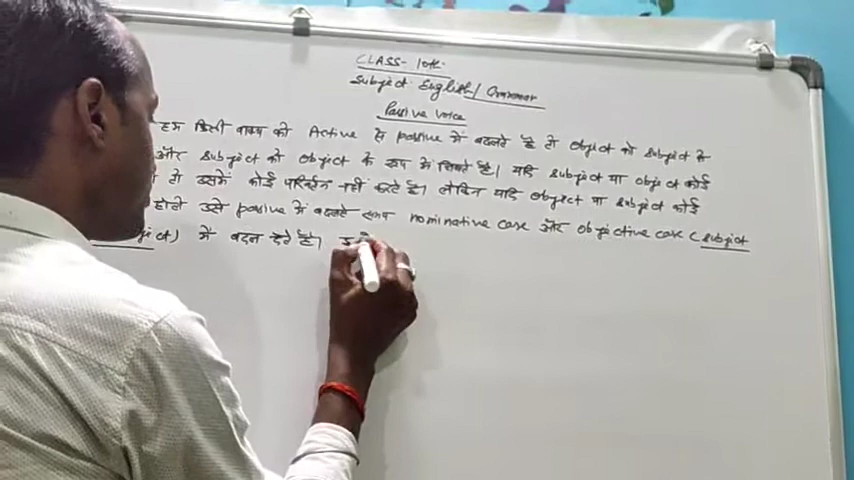 CLASS- 10th
Subject English/Grammar
Passive voice
हम किसी वाक्य को Active से passive में बदलते है तो object को subject के
और subject को object के रूप में लिखते है। यदि subject या object कोई
तो उसमें कोई परिवर्तन नहीं करते है। लेकिन यदि object या subject कोई
होतो उसे passive में बदलते समय nominative case और objective case (subject
ject) में बदल देते है।